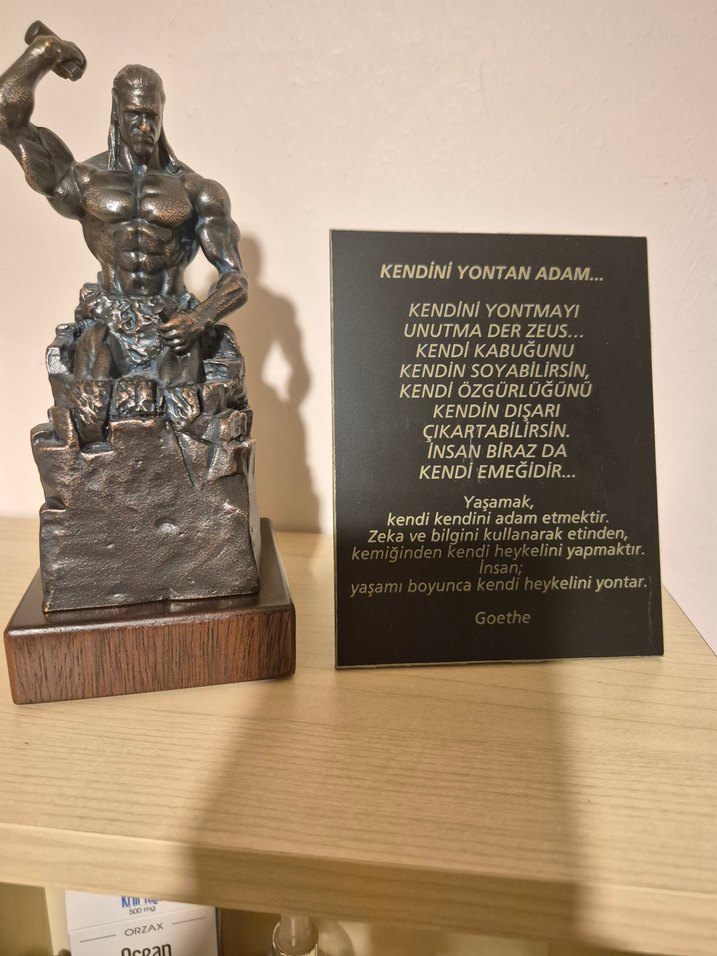 KENDİNİ YONTAN ADAM...
KENDİNİ YONTMAYI
UNUTMA DER ZEUS...
KENDİ KABUĞUNU
KENDİN SOYABİLİRSİN,
KENDİ ÖZGÜRLÜĞÜNÜ
KENDİN DIŞARI
ÇIKARTABİLİRSİN.
İNSAN BİRAZ DA
KENDİ EMEĞİDİR...
Yaşamak,
kendi kendini adam etmektir.
Zeka ve bilgini kullanarak etinden,
kemiğinden kendi heykelini yapmaktır.
İnsan;
yaşamı boyunca kendi heykelini yontar.
Goethe
500 mg
ORZAX
Ocean